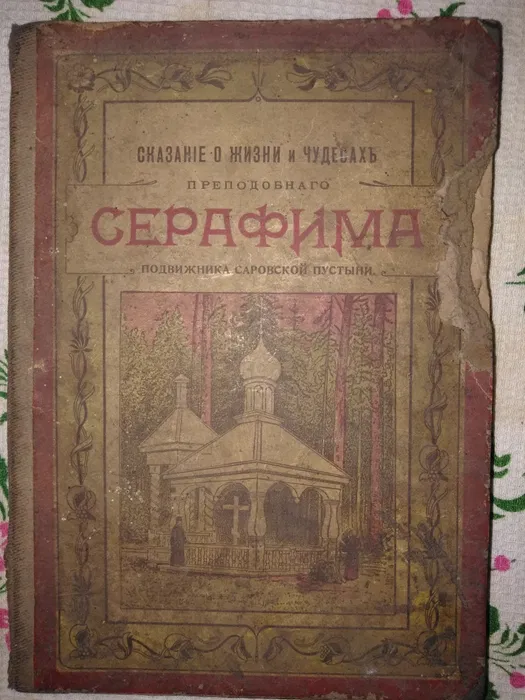 СКАЗАНІЕ О ЖИЗНИ и ЧУДЕСАХЪ
ПРЕПОДОБНАГО
СЕРАФИМА
ПОДВИЖНИКА САРОВСКОЙ ПУСТЫНИ.